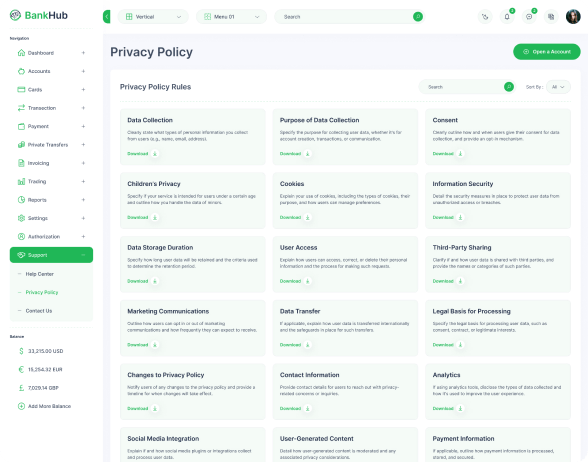 BankHub
Vertical
Menu 01
Search
Navigation
Dashboard
Accounts
Cards
Transaction
Payment
Private Transfers
Invoicing
Trading
Reports
Settings
Authorization
Support
Help Center
Privacy Policy
Contact Us
Balance
33,215.00 USD
15,254.32 EUR
7,029.14 GBP
Add More Balance
Privacy Policy
Open a Account
Privacy Policy Rules
Search
Sort By :
All
Data Collection
Clearly state what types of personal information you collect
from users (e.g., name, email, address).
Download
Purpose of Data Collection
Specify the purpose for collecting user data, whether it's for
account creation, transactions, or communication.
Download
Consent
Clearly outline how and when users give their consent for data
collection, and provide an opt-in mechanism.
Download
Children's Privacy
Specify if your service is intended for users under a certain age
and outline how you handle the data of minors.
Download
Cookies
Explain your use of cookies, including the types of cookies, their
purpose, and how users can manage preferences.
Download
Information Security
Detail the security measures in place to protect user data from
unauthorized access or breaches.
Download
Data Storage Duration
Specify how long user data will be retained and the criteria used
to determine the retention period.
Download
User Access
Explain how users can access, correct, or delete their personal
information and the process for making such requests.
Download
Third-Party Sharing
Clarify if and how user data is shared with third parties, and
provide the names or categories of such parties.
Download
Marketing Communications
Outline how users can opt-in or out of marketing
communications and how frequently they can expect to receive.
Download
Data Transfer
If applicable, explain how user data is transferred internationally
and the safeguards in place for such transfers.
Download
Legal Basis for Processing
Specify the legal basis for processing user data, such as
consent, contract, or legitimate interests.
Download
Changes to Privacy Policy
Notify users of any changes to the privacy policy and provide a
timeline for when changes will take effect.
Download
Contact Information
Provide contact details for users to reach out with privacy-
related concerns or inquiries.
Download
Analytics
If using analytics tools, disclose the types of data collected and
how it's used to improve the user experience.
Download
Social Media Integration
Explain if and how social media plugins or integrations collect
and process user data.
User-Generated Content
Detail how user-generated content is moderated and any
associated privacy considerations.
Payment Information
If applicable, outline how payment information is processed,
stored, and secured.